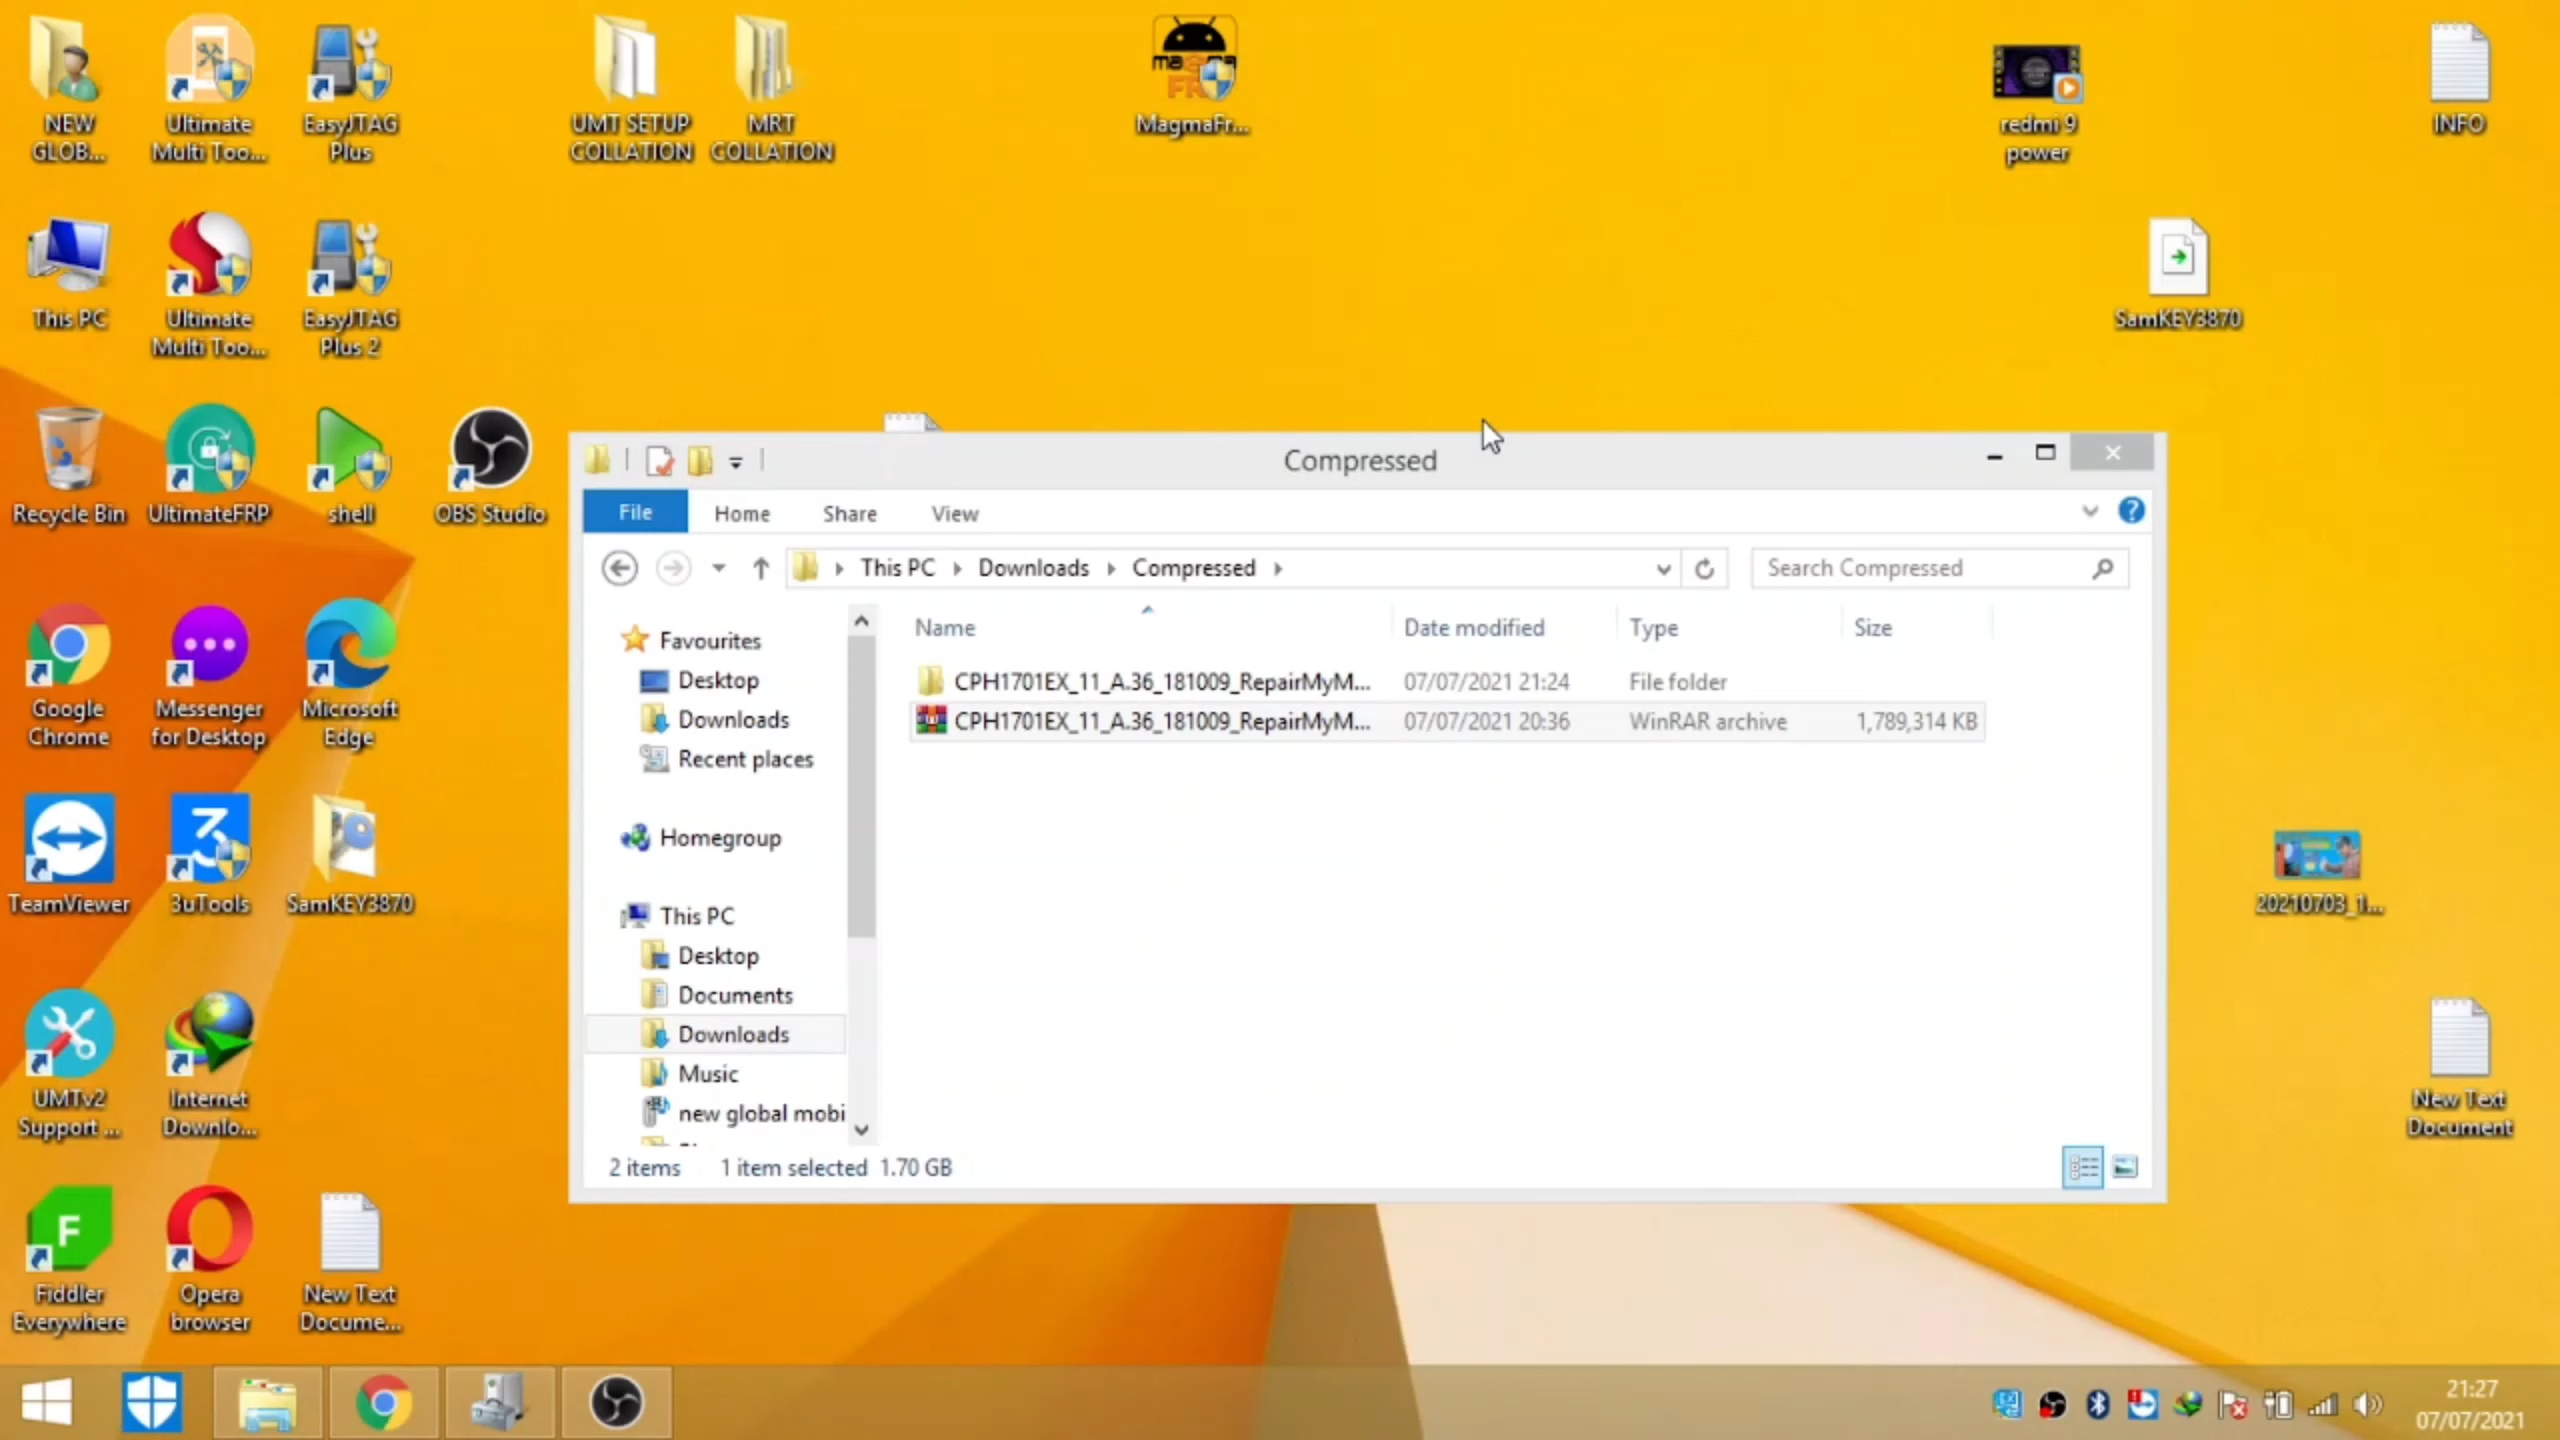 NEW
GLOB...
Ultimate
Multi Too...
EasyJTAG
Plus
UMT SETUP
COLLATION
MRT
COLLATION
MagmaFr...
redmi 9
power
INFO
This PC
Ultimate
Multi Too...
EasyJTAG
Plus 2
SamKEY3870
Recycle Bin
UltimateFRP
shell
OBS Studio
Compressed
File
Home
Share
View
This PC
Downloads
Compressed
Search Compressed
Name
Date modified
Type
Size
CPH1701EX_11_A.36_181009_RepairMyM...
07/07/2021 21:24
File folder
CPH1701EX_11_A.36_181009_RepairMyM...
07/07/2021 20:36
WinRAR archive
1,789,314 KB
Favourites
Desktop
Downloads
Recent places
Homegroup
This PC
Desktop
Documents
Downloads
Music
new global mobi
2 items
1 item selected 1.70 GB
Google
Chrome
Messenger
for Desktop
Microsoft
Edge
TeamViewer
3uTools
SamKEY3870
20210703_1...
UMTv2
Support ...
Internet
Downlo...
New Text
Document
Fiddler
Everywhere
Opera
browser
New Text
Docume...
21:27
07/07/2021